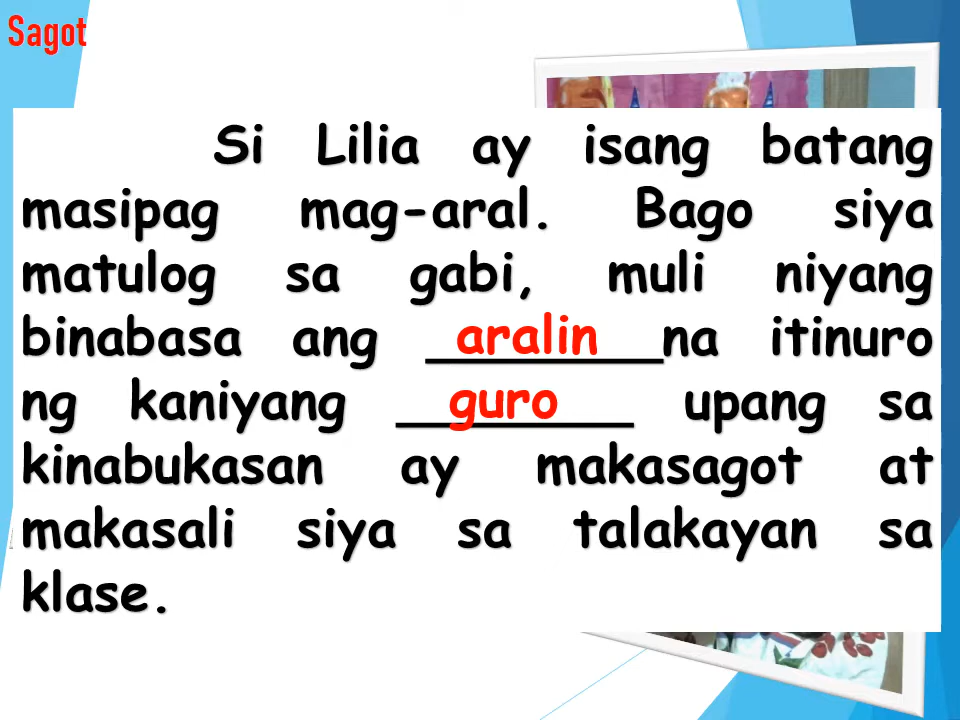 Sagot
Si Lilia ay isang batang
masipag mag-aral. Bago siya
matulog sa gabi, muli niyang
binabasa ang aralin na itinuro
ng kaniyang guro upang sa
kinabukasan ay makasagot at
makasali siya sa talakayan sa
klase.